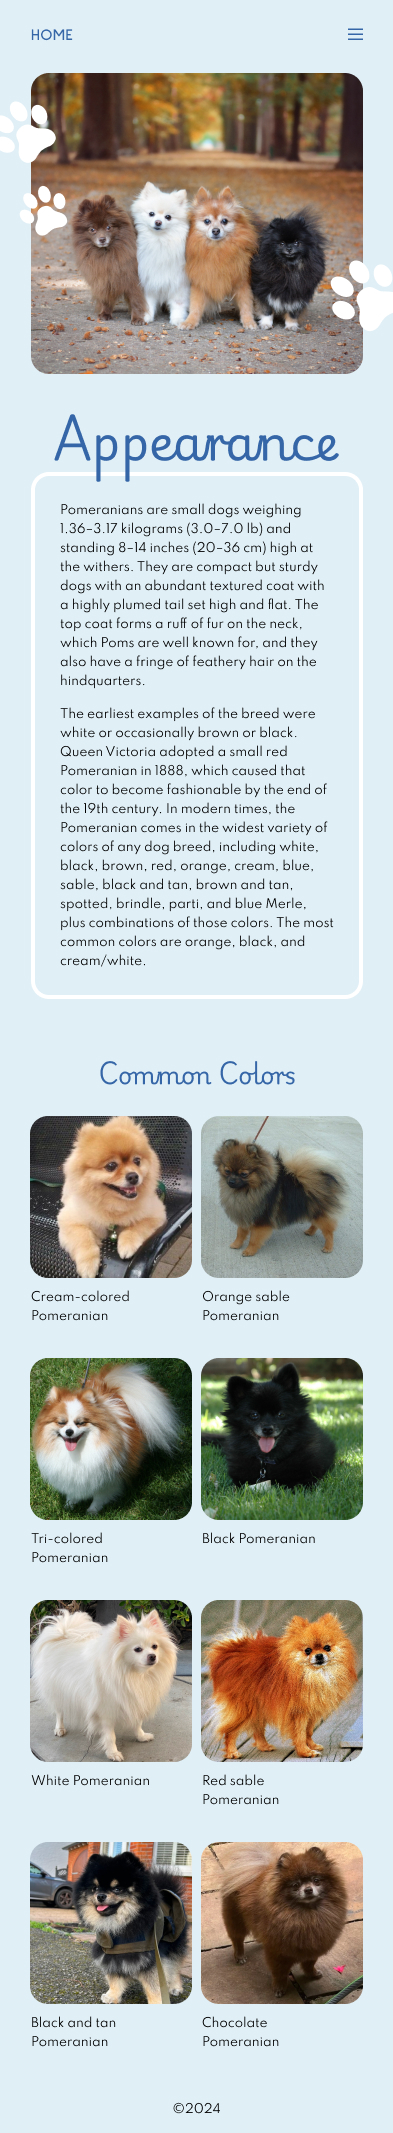 HOME
Appearance
Pomeranians are small dogs weighing
1.36–3.17 kilograms (3.0–7.0 lb) and
standing 8–14 inches (20–36 cm) high at
the withers. They are compact but sturdy
dogs with an abundant textured coat with
a highly plumed tail set high and flat. The
top coat forms a ruff of fur on the neck,
which Poms are well known for, and they
also have a fringe of feathery hair on the
hindquarters.
The earliest examples of the breed were
white or occasionally brown or black.
Queen Victoria adopted a small red
Pomeranian in 1888, which caused that
color to become fashionable by the end of
the 19th century. In modern times, the
Pomeranian comes in the widest variety of
colors of any dog breed, including white,
black, brown, red, orange, cream, blue,
sable, black and tan, brown and tan,
spotted, brindle, parti, and blue Merle,
plus combinations of those colors. The most
common colors are orange, black, and
cream/white.
Common Colors
Cream-colored
Pomeranian
Orange sable
Pomeranian
Tri-colored
Pomeranian
Black Pomeranian
White Pomeranian
Red sable
Pomeranian
Black and tan
Pomeranian
Chocolate
Pomeranian
©2024